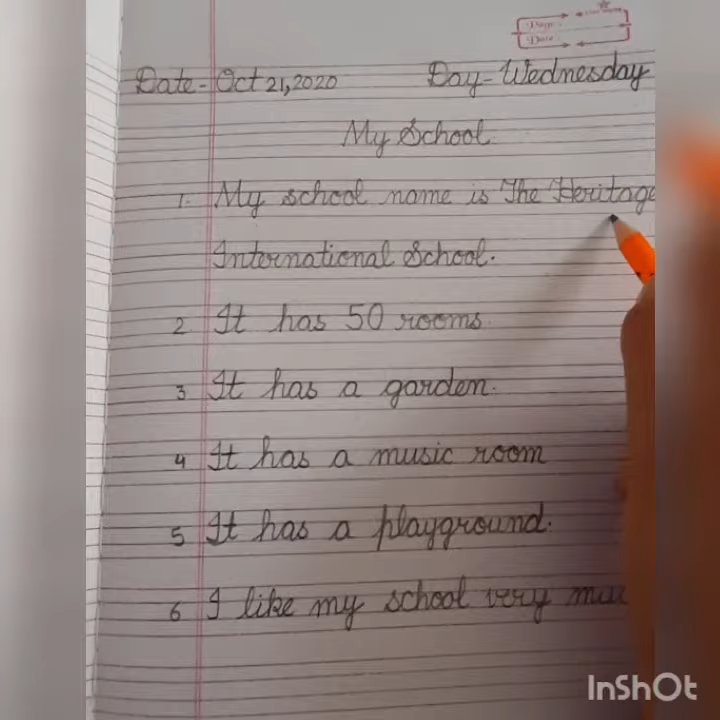 Page
Date
Date - Oct 21, 2020 Day - Wednesday
My School
1. My school name is The Heritage
International School.
2 It has 50 rooms.
3 It has a garden.
4 It has a music room
5 It has a playground.
6 I like my school very
InShOt